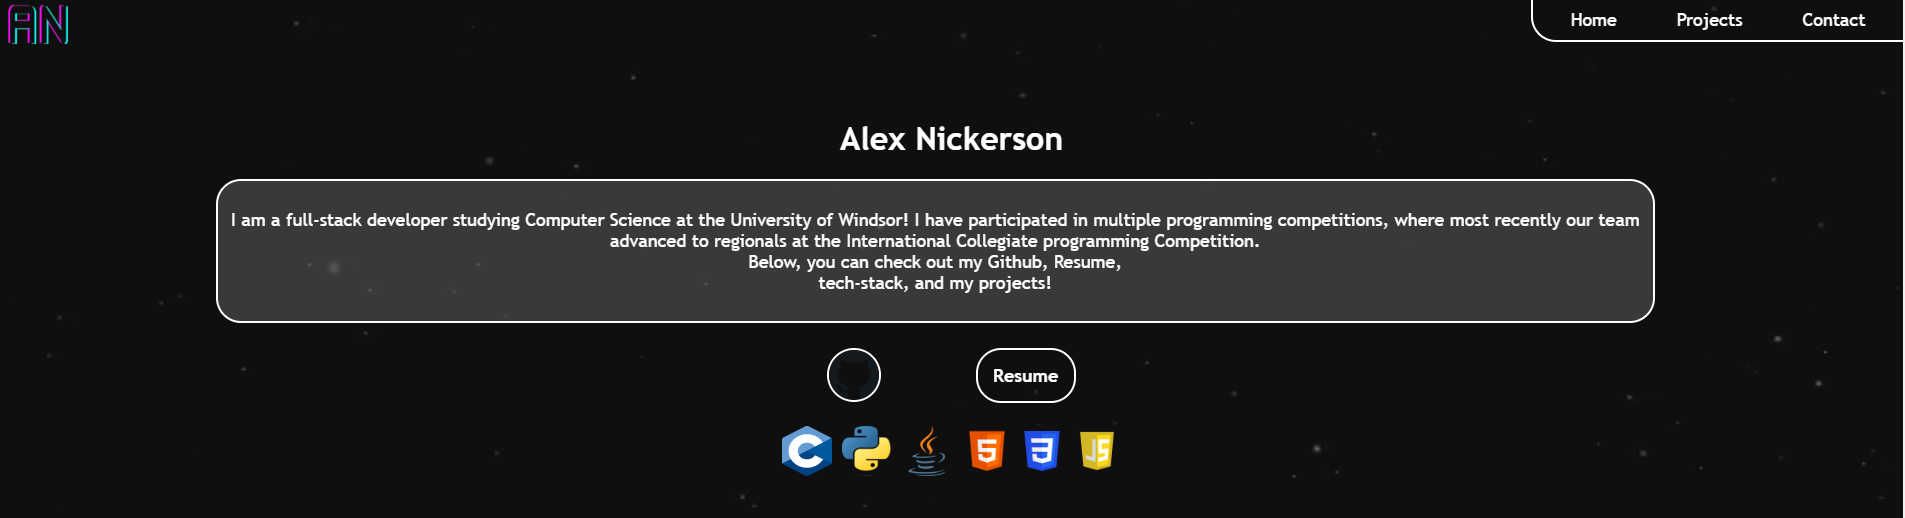 AN
Home Projects Contact
Alex Nickerson
I am a full-stack developer studying Computer Science at the University of Windsor! I have participated in multiple programming competitions, where most recently our team
advanced to regionals at the International Collegiate programming Competition.
Below, you can check out my Github, Resume,
tech-stack, and my projects!
Resume
C 5 3 JS